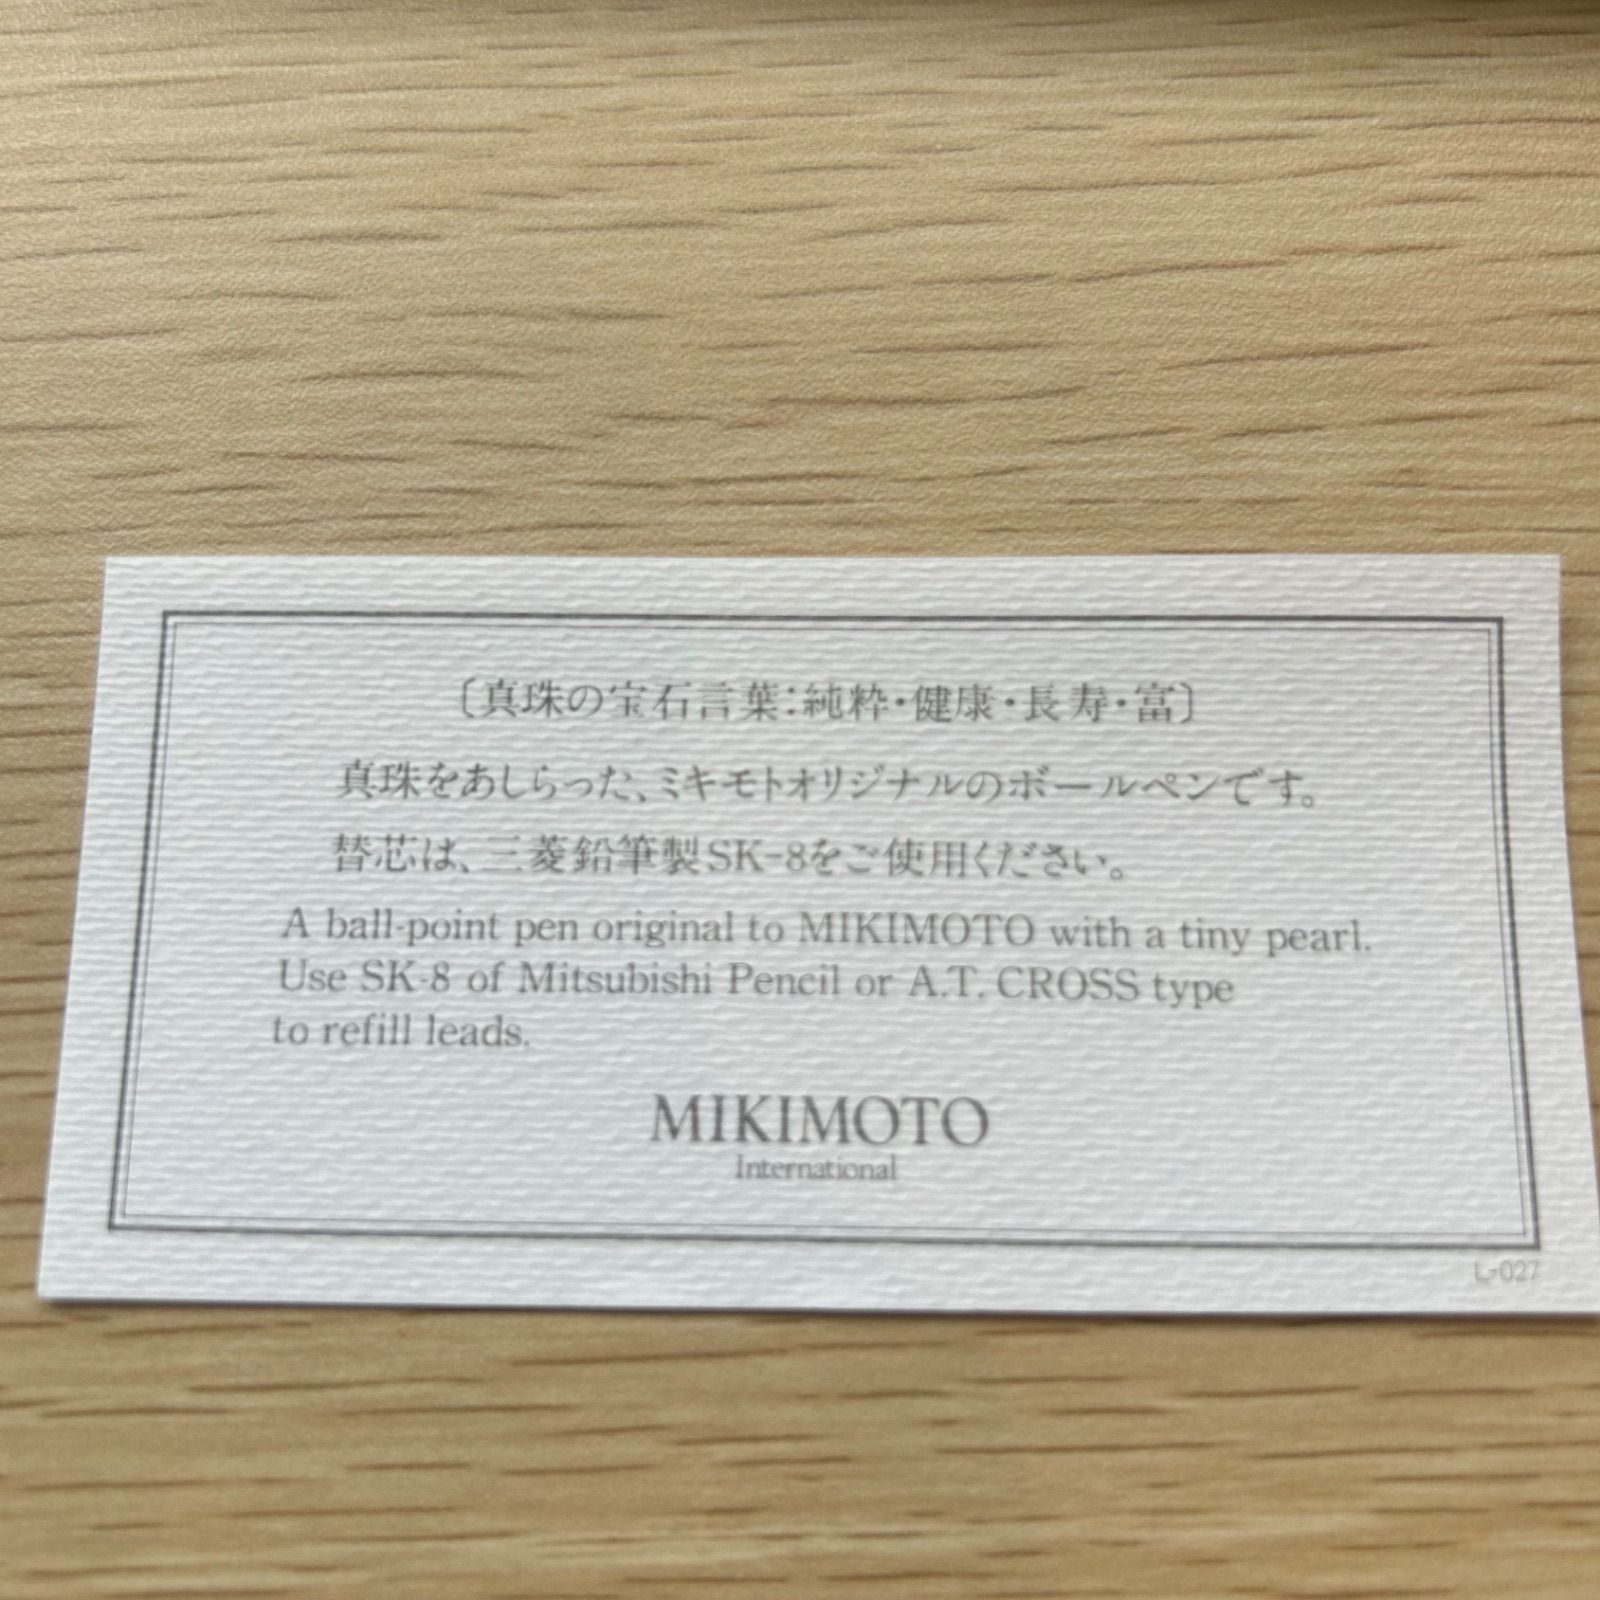 〔真珠の宝石言葉：純粋・健康・長寿・富〕
真珠をあしらった、ミキモトオリジナルのボールペンです。
替芯は、三菱鉛筆製SK-8をご使用ください。
A ball-point pen original to MIKIMOTO with a tiny pearl.
Use SK-8 of Mitsubishi Pencil or A.T. CROSS type
to refill leads.
MIKIMOTO
International
L-027